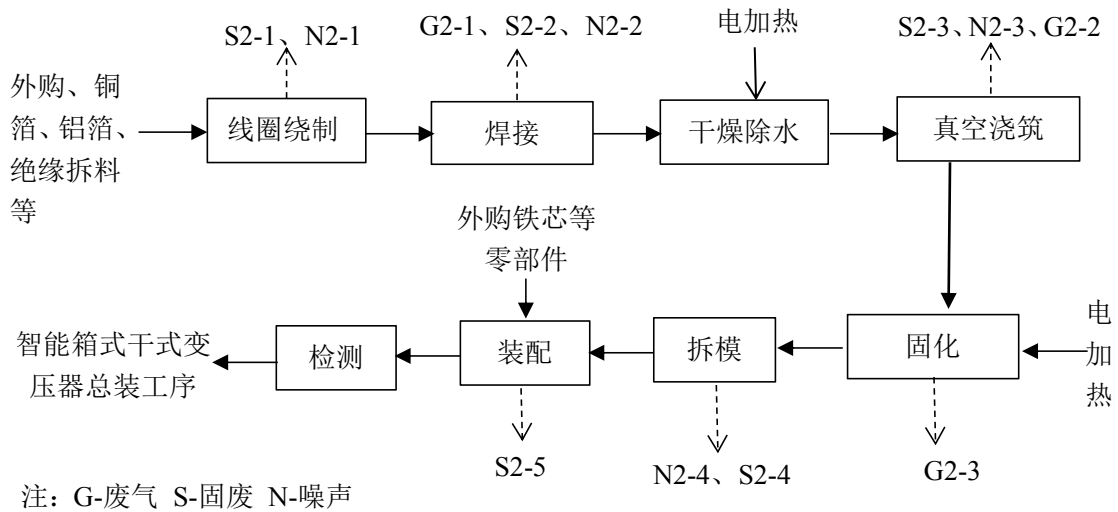 S2-1、N2-1
G2-1、S2-2、N2-2
电加热
S2-3、N2-3、G2-2
外购、铜
箔、铝箔、
绝缘拆料
等
线圈绕制
焊接
干燥除水
真空浇筑
外购铁芯等
零部件
智能箱式干式变
压器总装工序
检测
装配
拆模
固化
电
加
热
S2-5
N2-4、S2-4
G2-3
注：G-废气 S-固废 N-噪声